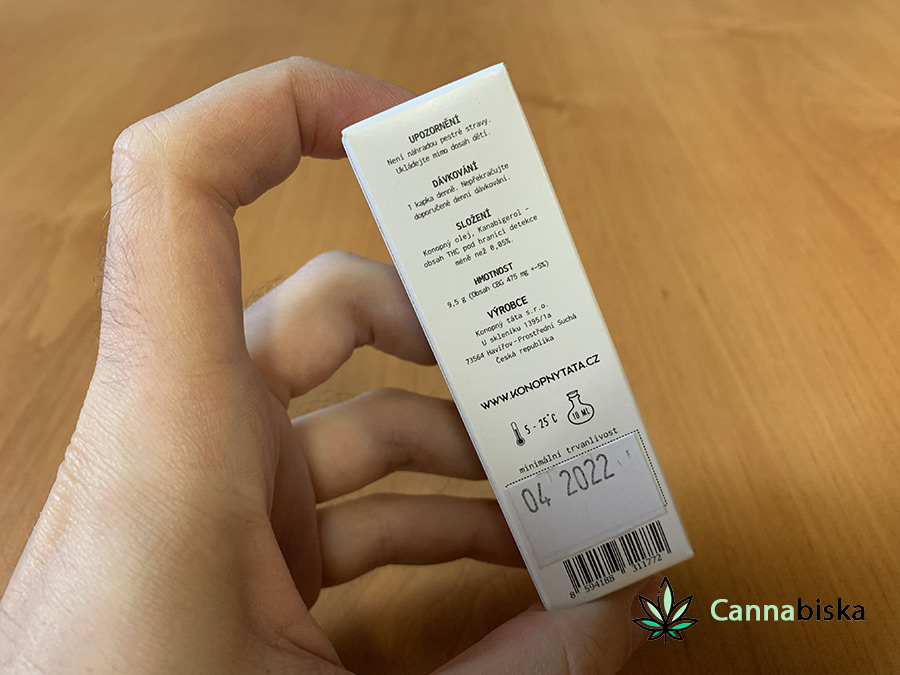 UPOZORNĚNÍ
Není náhradou pestré stravy.
Ukládejte mimo dosah dětí.
DÁVKOVÁNÍ
1 kapka denně. Nepřekračujte
doporučené denní dávkování.
SLOŽENÍ
Konopný olej, Kanabigerol -
obsah THC pod hranicí detekce
méně než 0,05%.
HMOTNOST
9,5 g (Obsah CBG 475 mg +-5%)
VÝROBCE
Konopný táta s.r.o.
U skleníku 1395/1a
73564 Havířov-Prostřední Suchá
Česká republika
WWW.KONOPNYTATA.CZ
5 - 25°C
10 ML
minimální trvanlivost
04 2022
8 594188 311772
Cannabiska